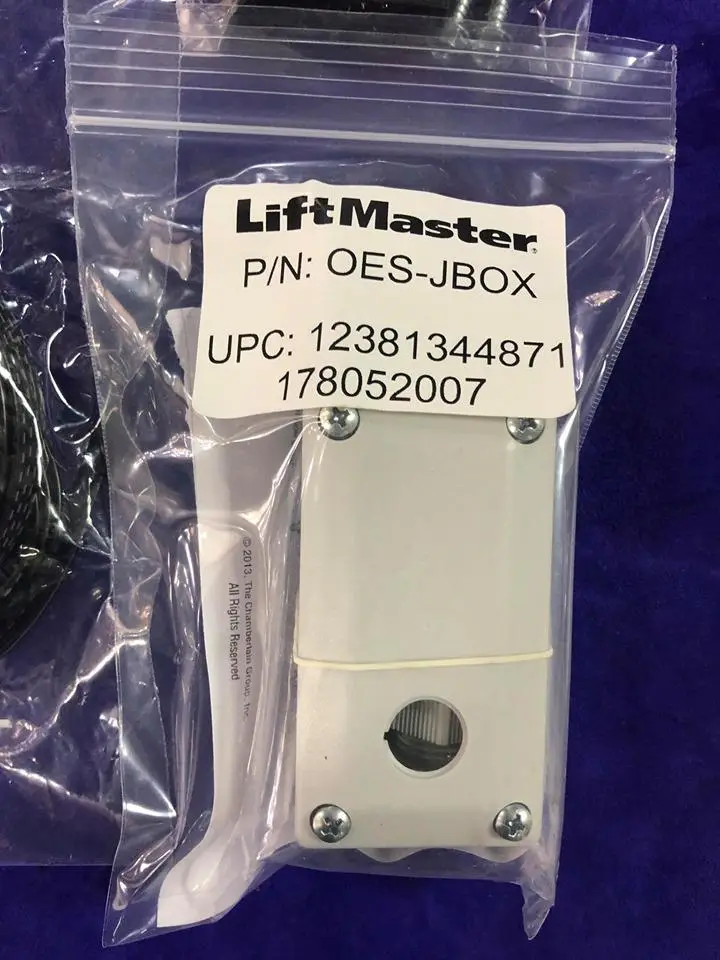 LiftMaster®
P/N: OES-JBOX
UPC: 12381344871
178052007
© 2013, The Chamberlain Group, Inc.
All Rights Reserved